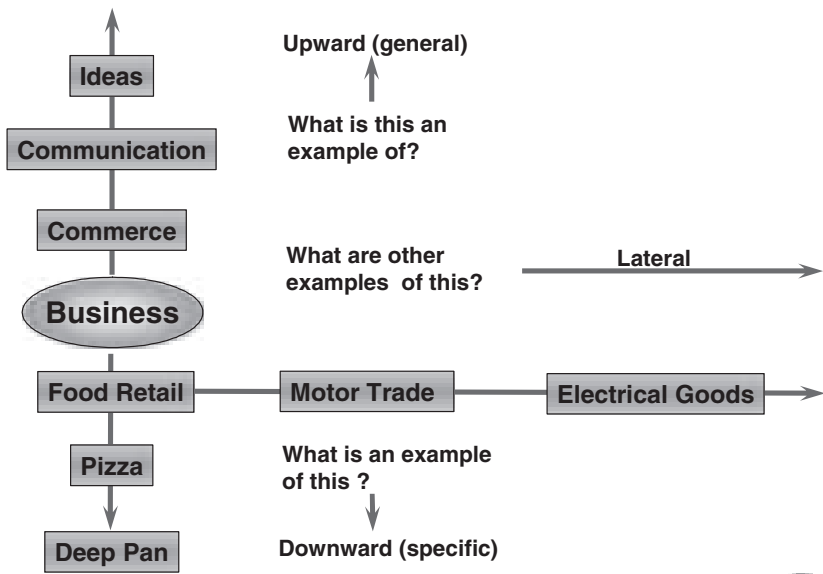 Upward (general)
Ideas
What is this an
example of?
Communication
Commerce
What are other
examples of this?
Lateral
Business
Food Retail
Motor Trade
Electrical Goods
Pizza
What is an example
of this ?
Deep Pan
Downward (specific)